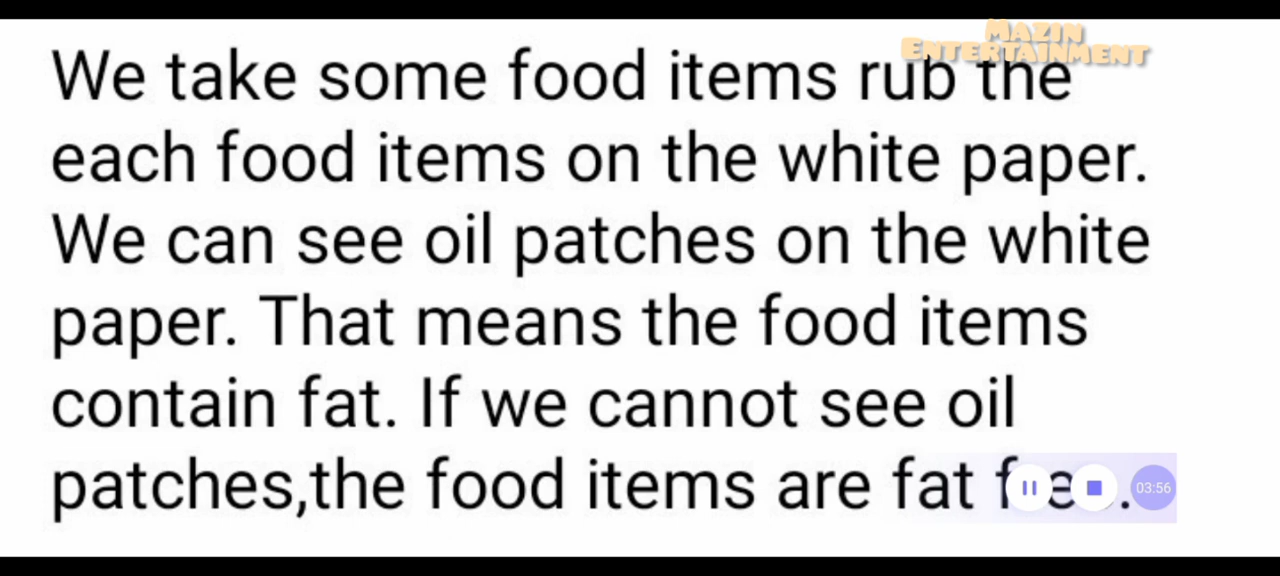 Mazin
Entertainment
We take some food items rub the
each food items on the white paper.
We can see oil patches on the white
paper. That means the food items
contain fat. If we cannot see oil
patches,the food items are fat
03:56